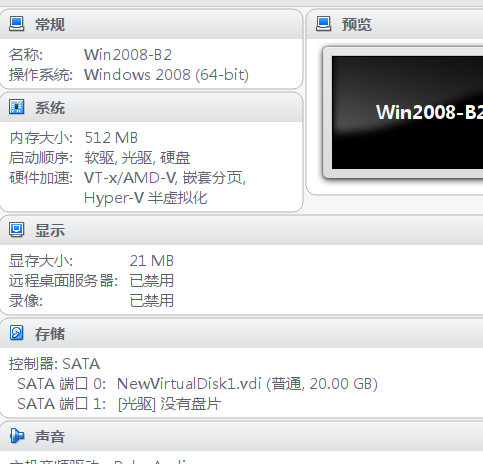 常规
名称: Win2008-B2
操作系统: Windows 2008 (64-bit)
系统
内存大小: 512 MB
启动顺序: 软驱, 光驱, 硬盘
硬件加速: VT-x/AMD-V, 嵌套分页,
Hyper-V 半虚拟化
显示
显存大小: 21 MB
远程桌面服务器: 已禁用
录像: 已禁用
存储
控制器: SATA
SATA 端口 0: NewVirtualDisk1.vdi (普通, 20.00 GB)
SATA 端口 1: [光驱] 没有盘片
声音
预览
Win2008-B2